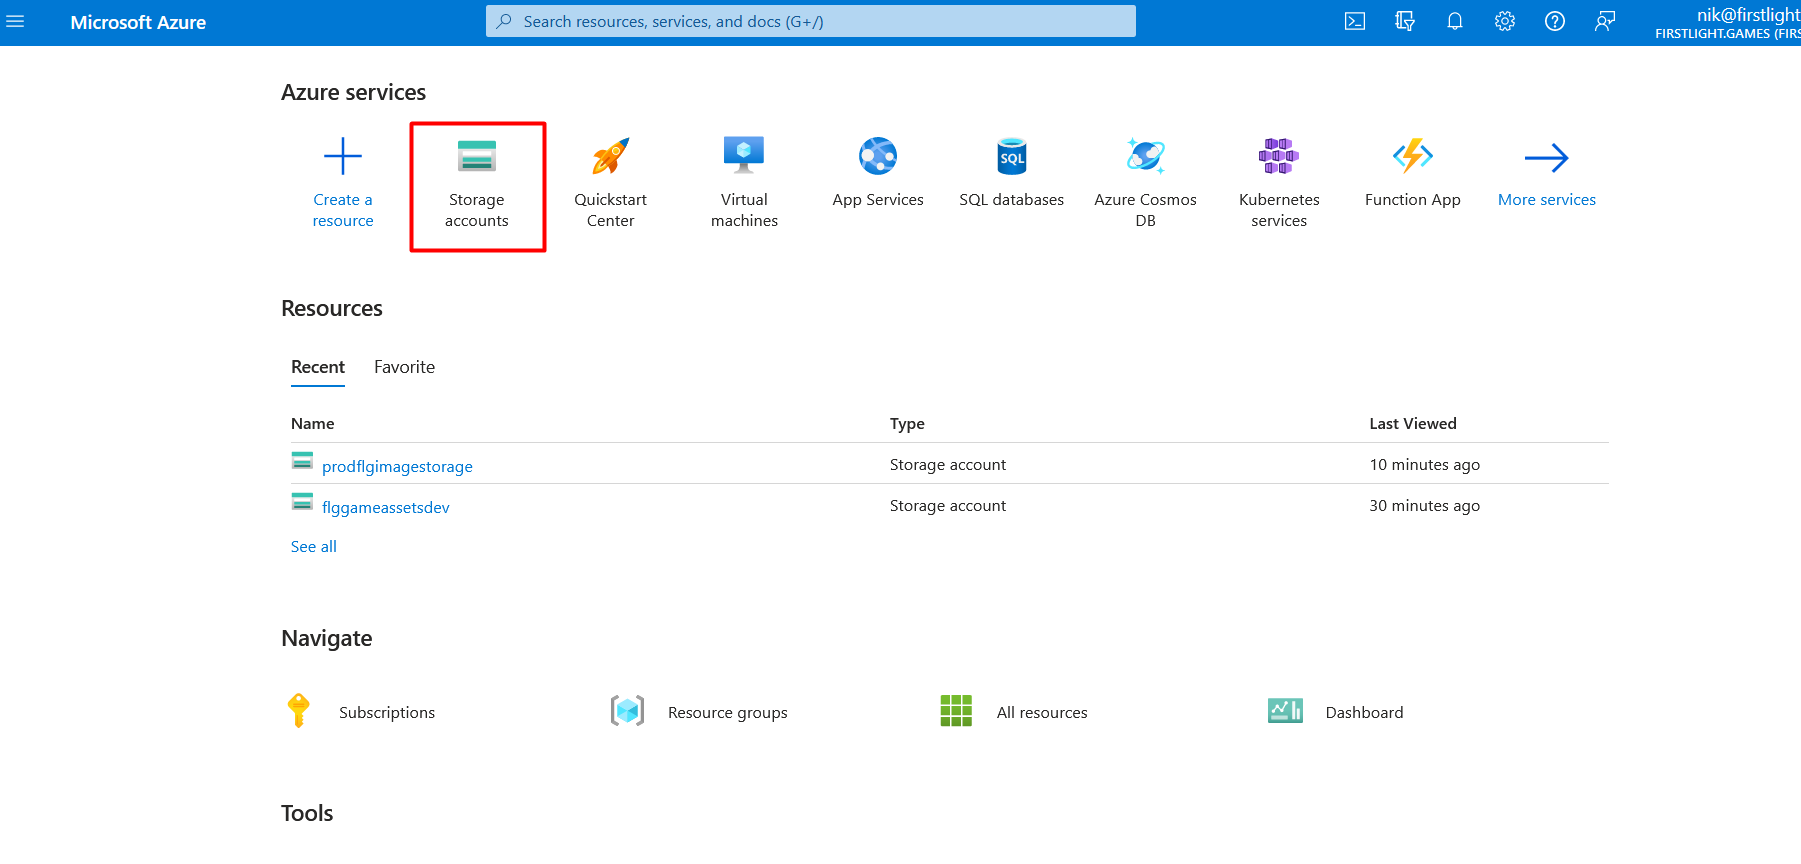 Microsoft Azure
Search resources, services, and docs (G+/)
nik@firstlight
FIRSTLIGHT.GAMES (FIRS
Azure services
Create a
resource
Storage
accounts
Quickstart
Center
Virtual
machines
App Services
SQL
SQL databases
Azure Cosmos
DB
Kubernetes
services
Function App
More services
Resources
Recent
Favorite
Name
Type
Last Viewed
prodflgimagestorage
Storage account
10 minutes ago
flggameassetsdev
Storage account
30 minutes ago
See all
Navigate
Subscriptions
Resource groups
All resources
Dashboard
Tools